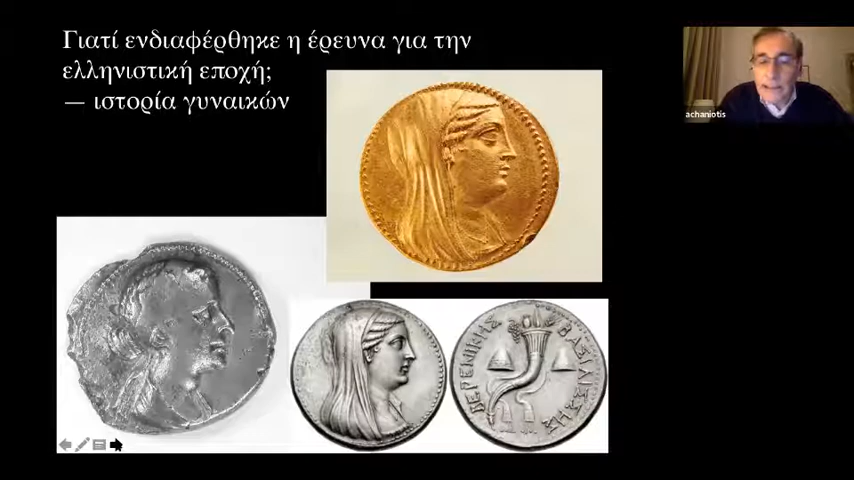 Γιατί ενδιαφέρθηκε η έρευνα για την
ελληνιστική εποχή;
— ιστορία γυναικών
achaniotis
ΒΕΡΕΝΙΚΗΣ
ΒΑΣΙΛΙΣΣΗΣ